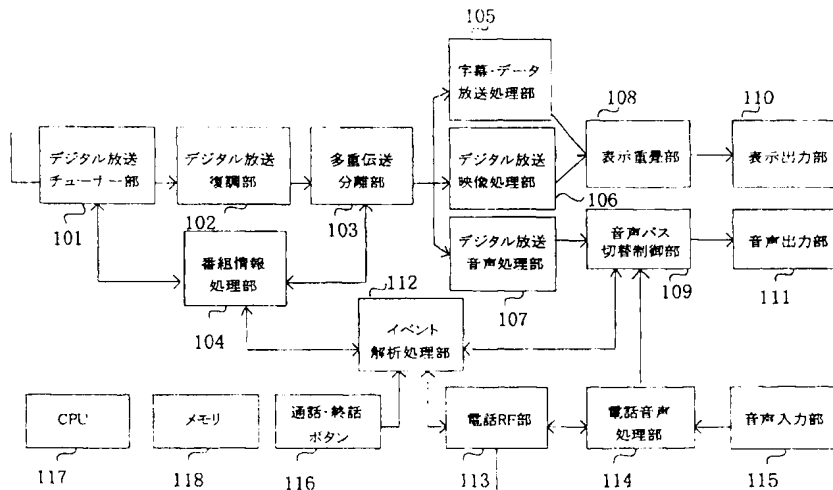 105
字幕・データ
放送処理部
108
110
デジタル放送
チューナー部
デジタル放送
復調部
多重伝送
分離部
デジタル放送
映像処理部
表示重畳部
表示出力部
101
102
103
106
デジタル放送
音声処理部
音声パス
切替制御部
音声出力部
番組情報
処理部
112
107
109
111
104
イベント
解析処理部
CPU
メモリ
通話・終話
ボタン
電話RF部
電話音声
処理部
音声入力部
117
118
116
113
114
115